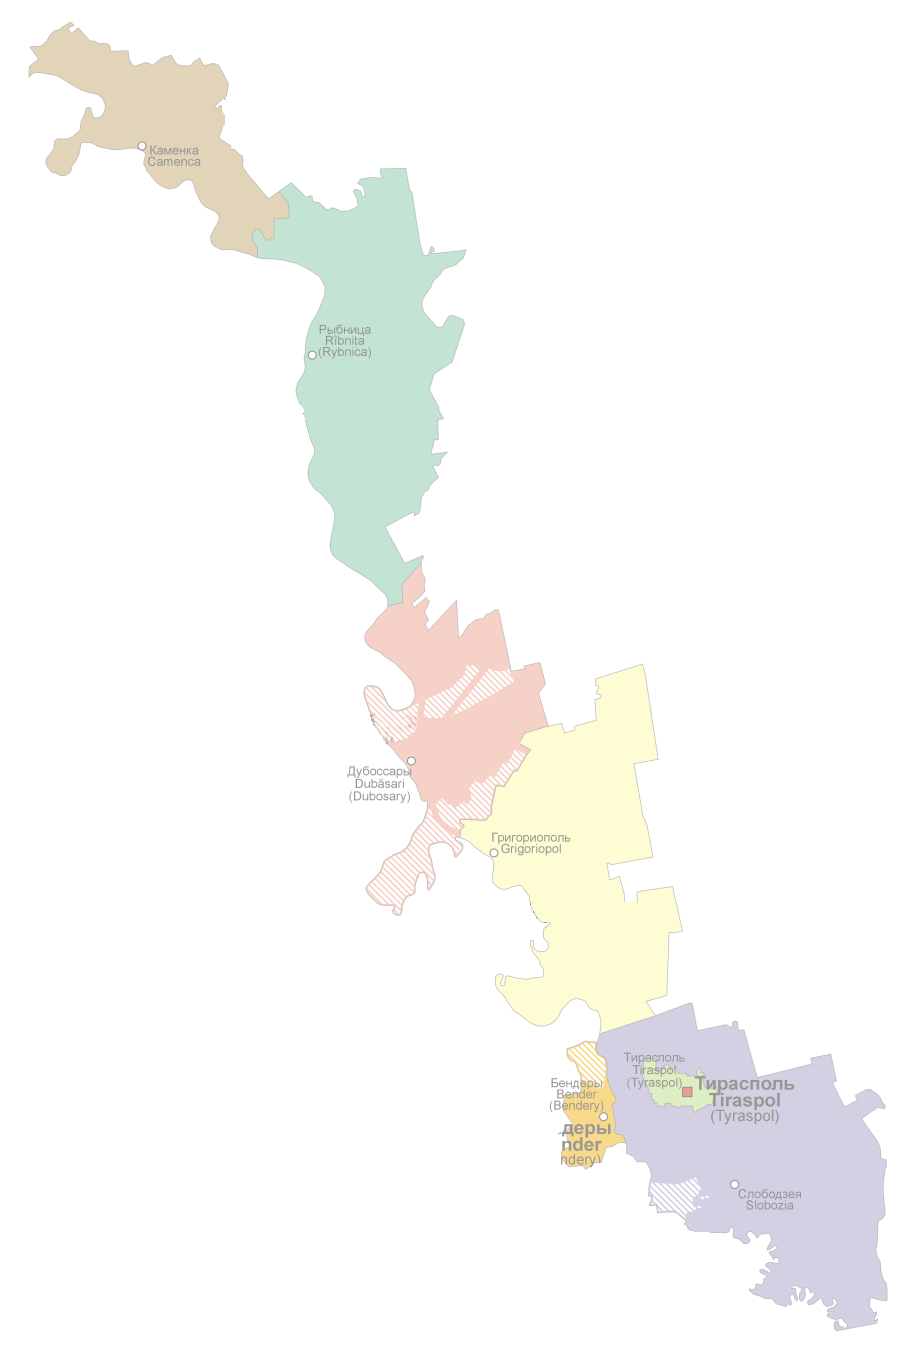 Каменка
Camenca
Рыбница
Rîbnița
(Rybnica)
Дубоссары
Dubăsari
(Dubosary)
Григориополь
Grigoriopol
Тирасполь
Tiraspol
(Tyraspol)
Тирасполь
Tiraspol
(Tyraspol)
Бендеры
Bender
(Bendery)
деры
nder
ndery)
Слободзея
Slobozia